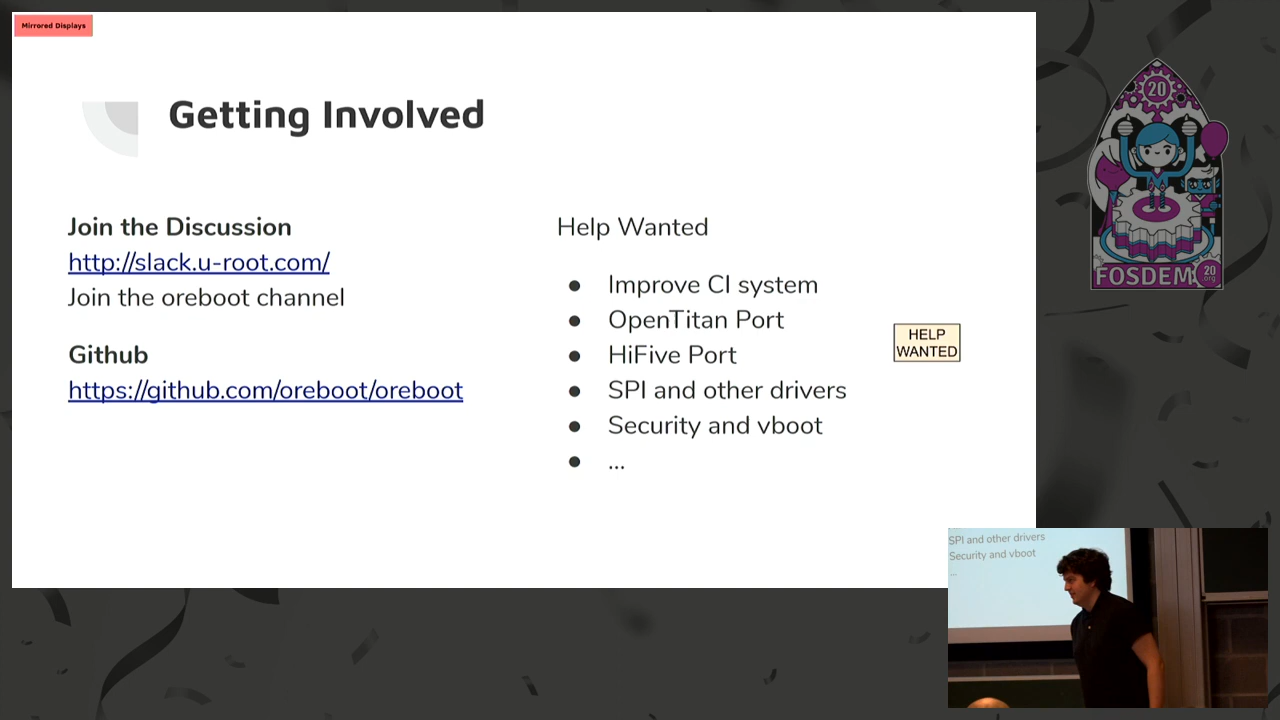 Mirrored Displays
Getting Involved
Join the Discussion
http://slack.u-root.com/
Join the oreboot channel
Github
https://github.com/oreboot/oreboot
Help Wanted
● Improve CI system
● OpenTitan Port
● HiFive Port
● SPI and other drivers
● Security and vboot
● ...
HELP
WANTED
20
FOSDEM
20
.org
SPI and other drivers
Security and vboot
...